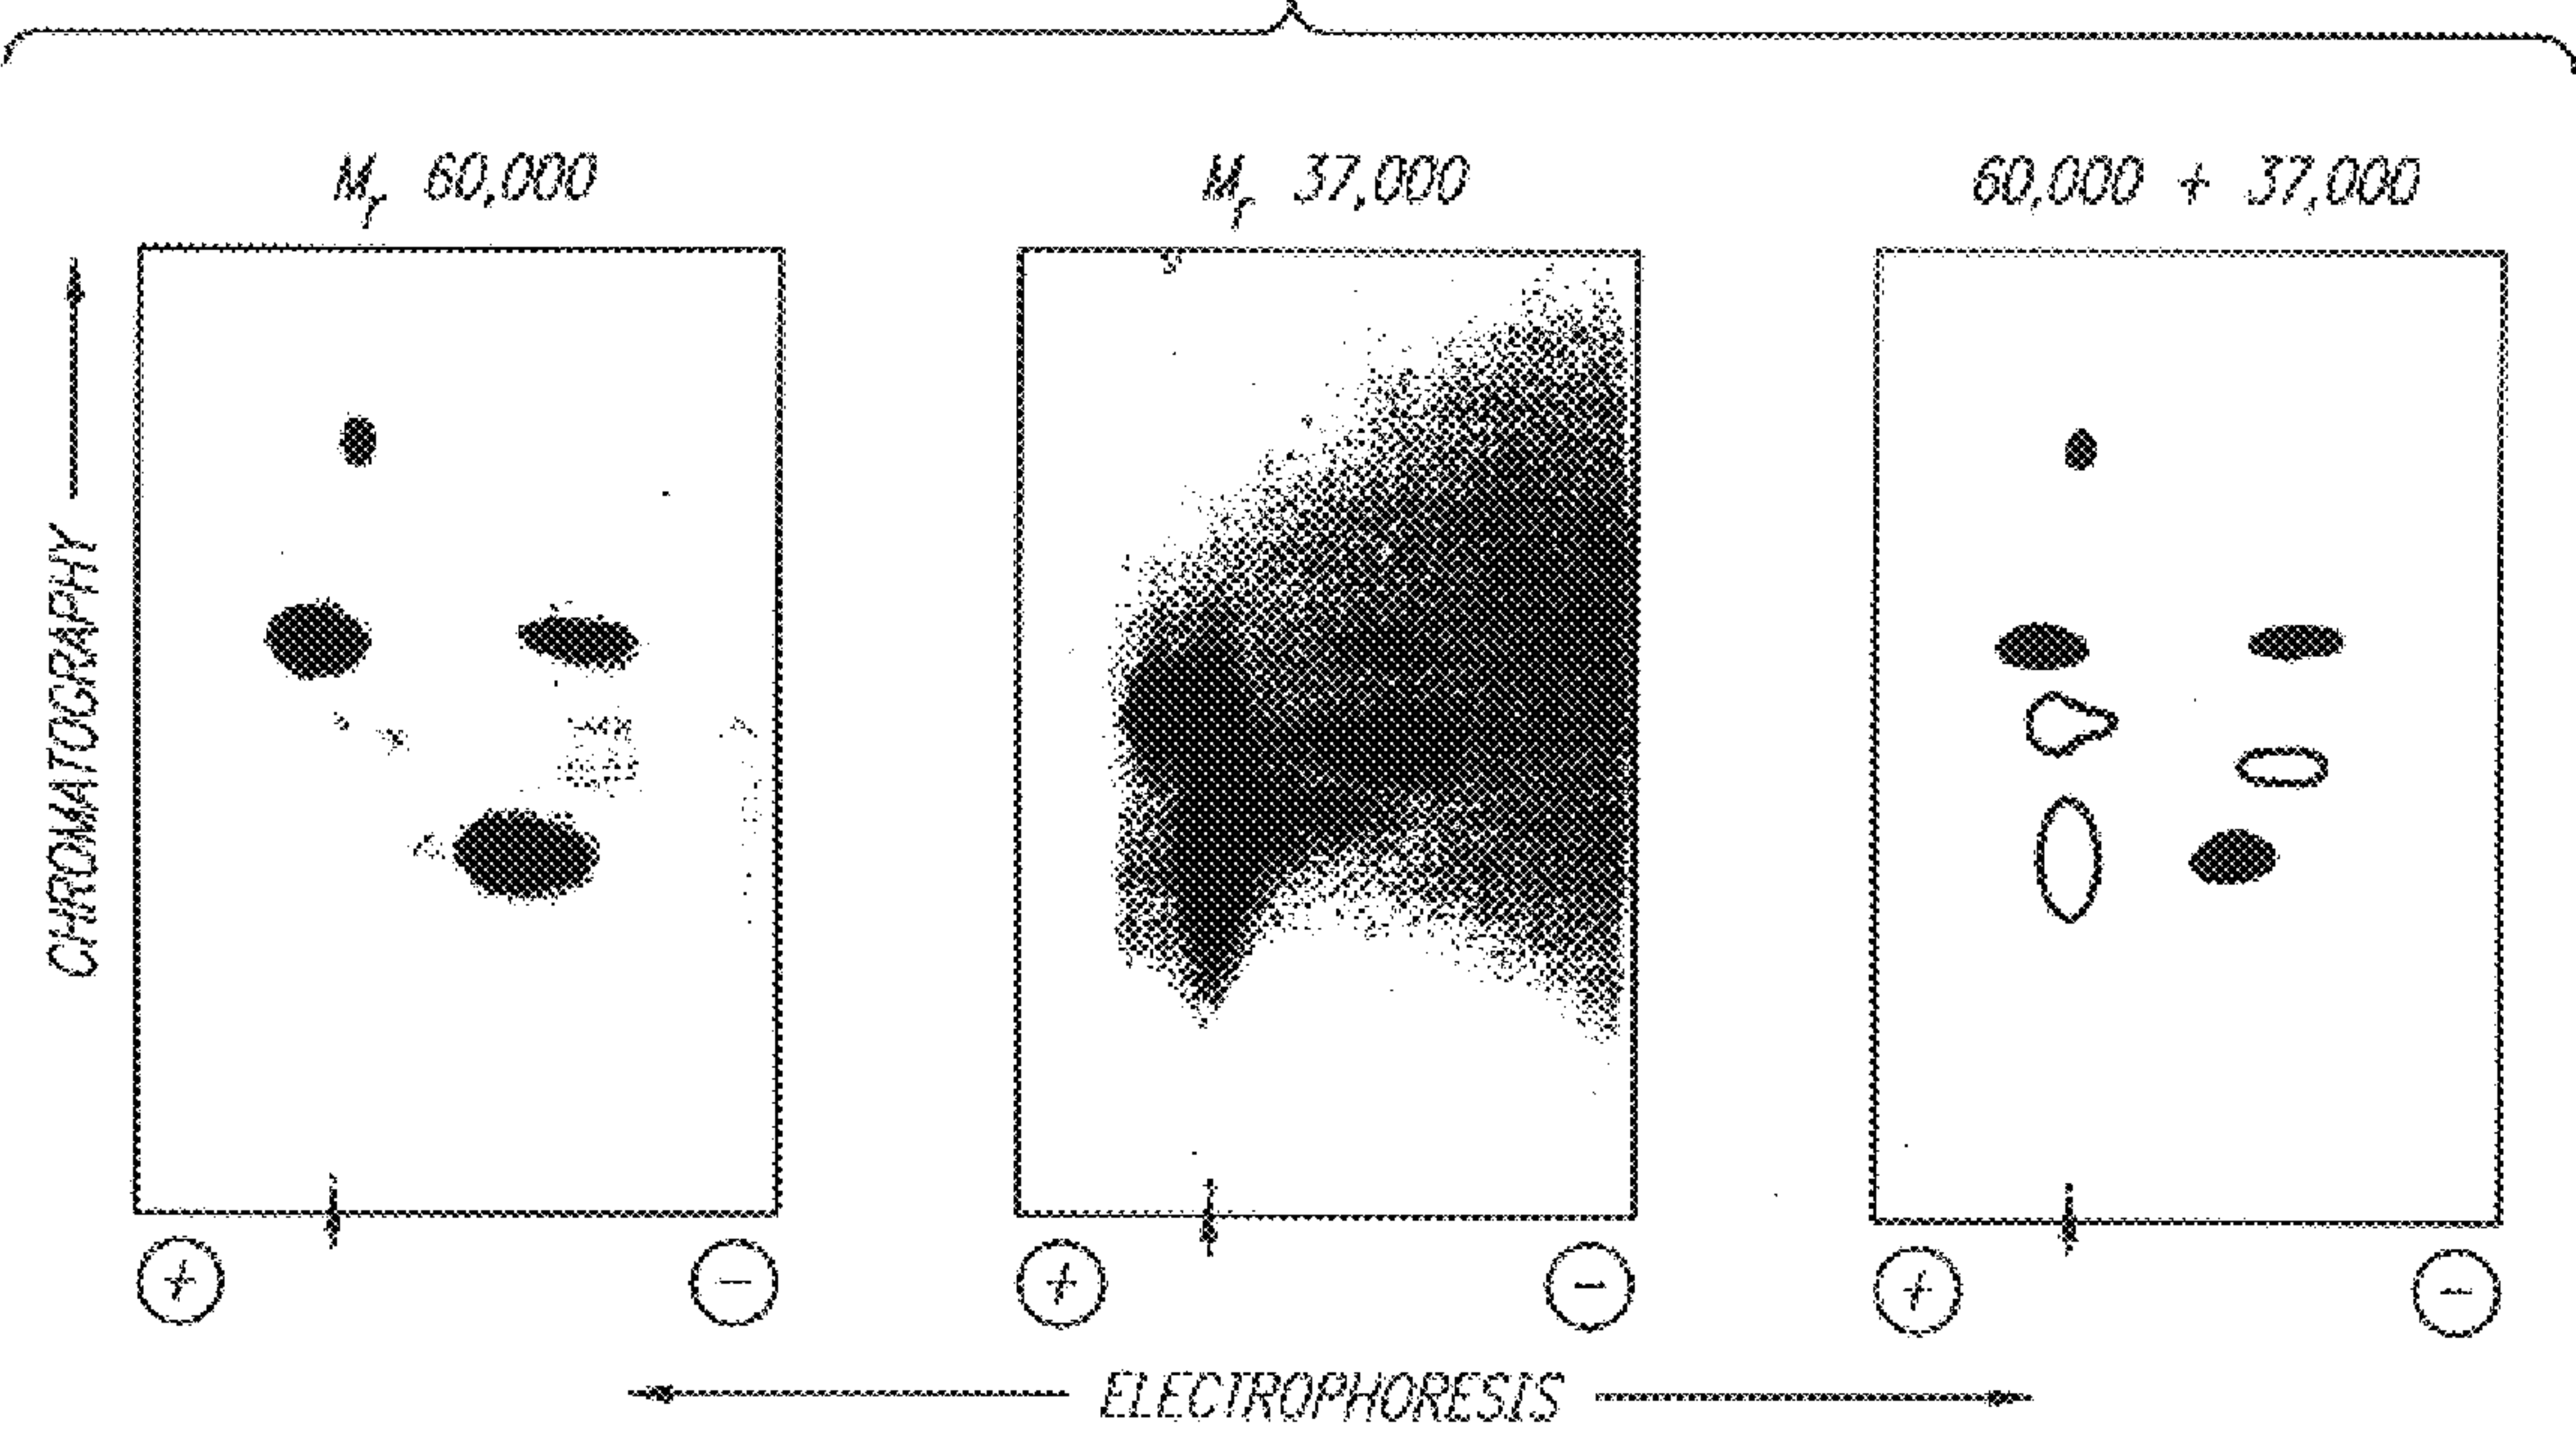 Mr 60,000
Mr 37,000
60,000 + 37,000
CHROMATOGRAPHY
+ −
+ −
+ −
ELECTROPHORESIS